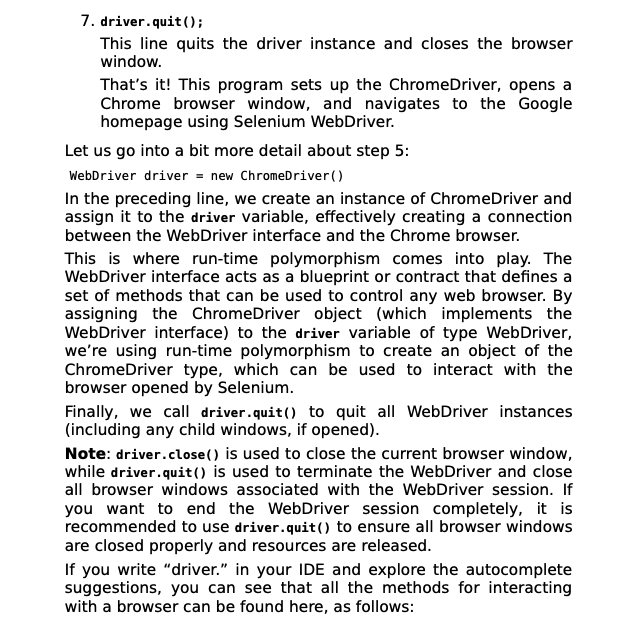 7. driver.quit();
This line quits the driver instance and closes the browser
window.
That’s it! This program sets up the ChromeDriver, opens a
Chrome browser window, and navigates to the Google
homepage using Selenium WebDriver.
Let us go into a bit more detail about step 5:
WebDriver driver = new ChromeDriver()
In the preceding line, we create an instance of ChromeDriver and
assign it to the driver variable, effectively creating a connection
between the WebDriver interface and the Chrome browser.
This is where run-time polymorphism comes into play. The
WebDriver interface acts as a blueprint or contract that defines a
set of methods that can be used to control any web browser. By
assigning the ChromeDriver object (which implements the
WebDriver interface) to the driver variable of type WebDriver,
we’re using run-time polymorphism to create an object of the
ChromeDriver type, which can be used to interact with the
browser opened by Selenium.
Finally, we call driver.quit() to quit all WebDriver instances
(including any child windows, if opened).
Note: driver.close() is used to close the current browser window,
while driver.quit() is used to terminate the WebDriver and close
all browser windows associated with the WebDriver session. If
you want to end the WebDriver session completely, it is
recommended to use driver.quit() to ensure all browser windows
are closed properly and resources are released.
If you write “driver.” in your IDE and explore the autocomplete
suggestions, you can see that all the methods for interacting
with a browser can be found here, as follows: